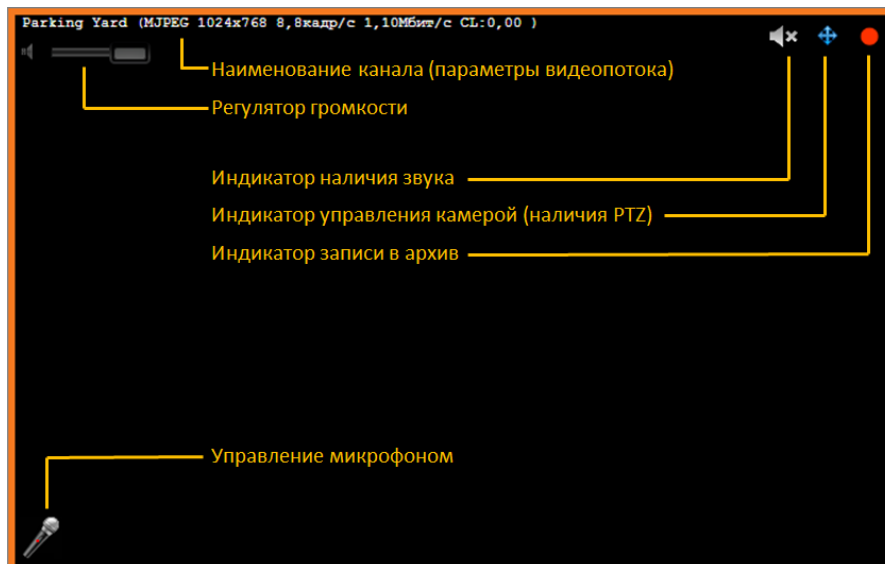 Parking Yard (MJPEG 1024x768 8,8кадр/с 1,10Мбит/с CL:0,00 )
Наименование канала (параметры видеопотока)
Регулятор громкости
Индикатор наличия звука
Индикатор управления камерой (наличия PTZ)
Индикатор записи в архив
Управление микрофоном